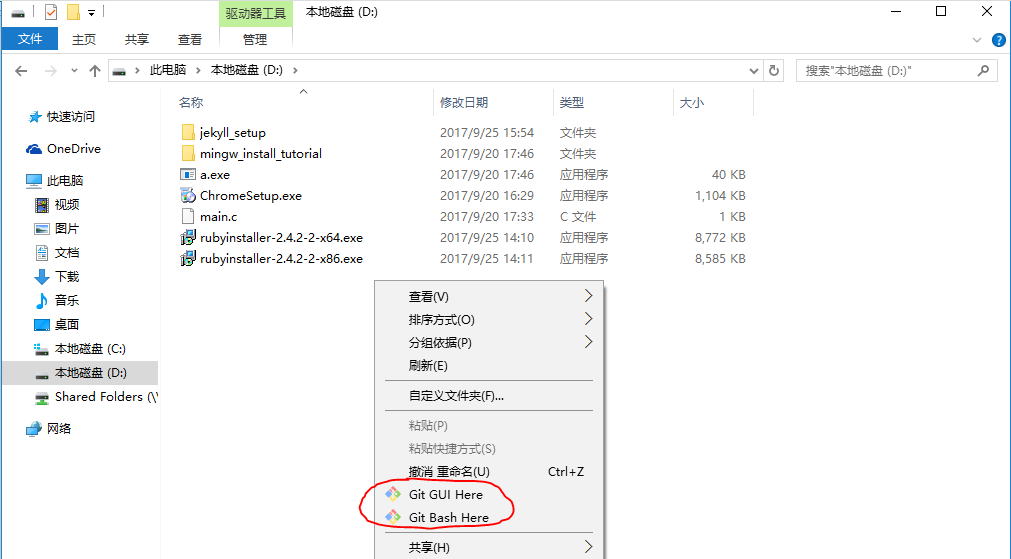 驱动器工具 本地磁盘 (D:)
文件 主页 共享 查看 管理
此电脑 本地磁盘 (D:) 搜索"本地磁盘 (D:)"
名称 修改日期 类型 大小
快速访问
OneDrive
此电脑
视频
图片
文档
下载
音乐
桌面
本地磁盘 (C:)
本地磁盘 (D:)
Shared Folders (\\
网络
jekyll_setup 2017/9/25 15:54 文件夹
mingw_install_tutorial 2017/9/20 17:46 文件夹
a.exe 2017/9/20 17:46 应用程序 40 KB
ChromeSetup.exe 2017/9/20 16:29 应用程序 1,104 KB
main.c 2017/9/20 17:33 C 文件 1 KB
rubyinstaller-2.4.2-2-x64.exe 2017/9/25 14:10 应用程序 8,772 KB
rubyinstaller-2.4.2-2-x86.exe 2017/9/25 14:11 应用程序 8,585 KB
查看(V)
排序方式(O)
分组依据(P)
刷新(E)
自定义文件夹(F)...
粘贴(P)
粘贴快捷方式(S)
撤消 重命名(U) Ctrl+Z
Git GUI Here
Git Bash Here
共享(H)